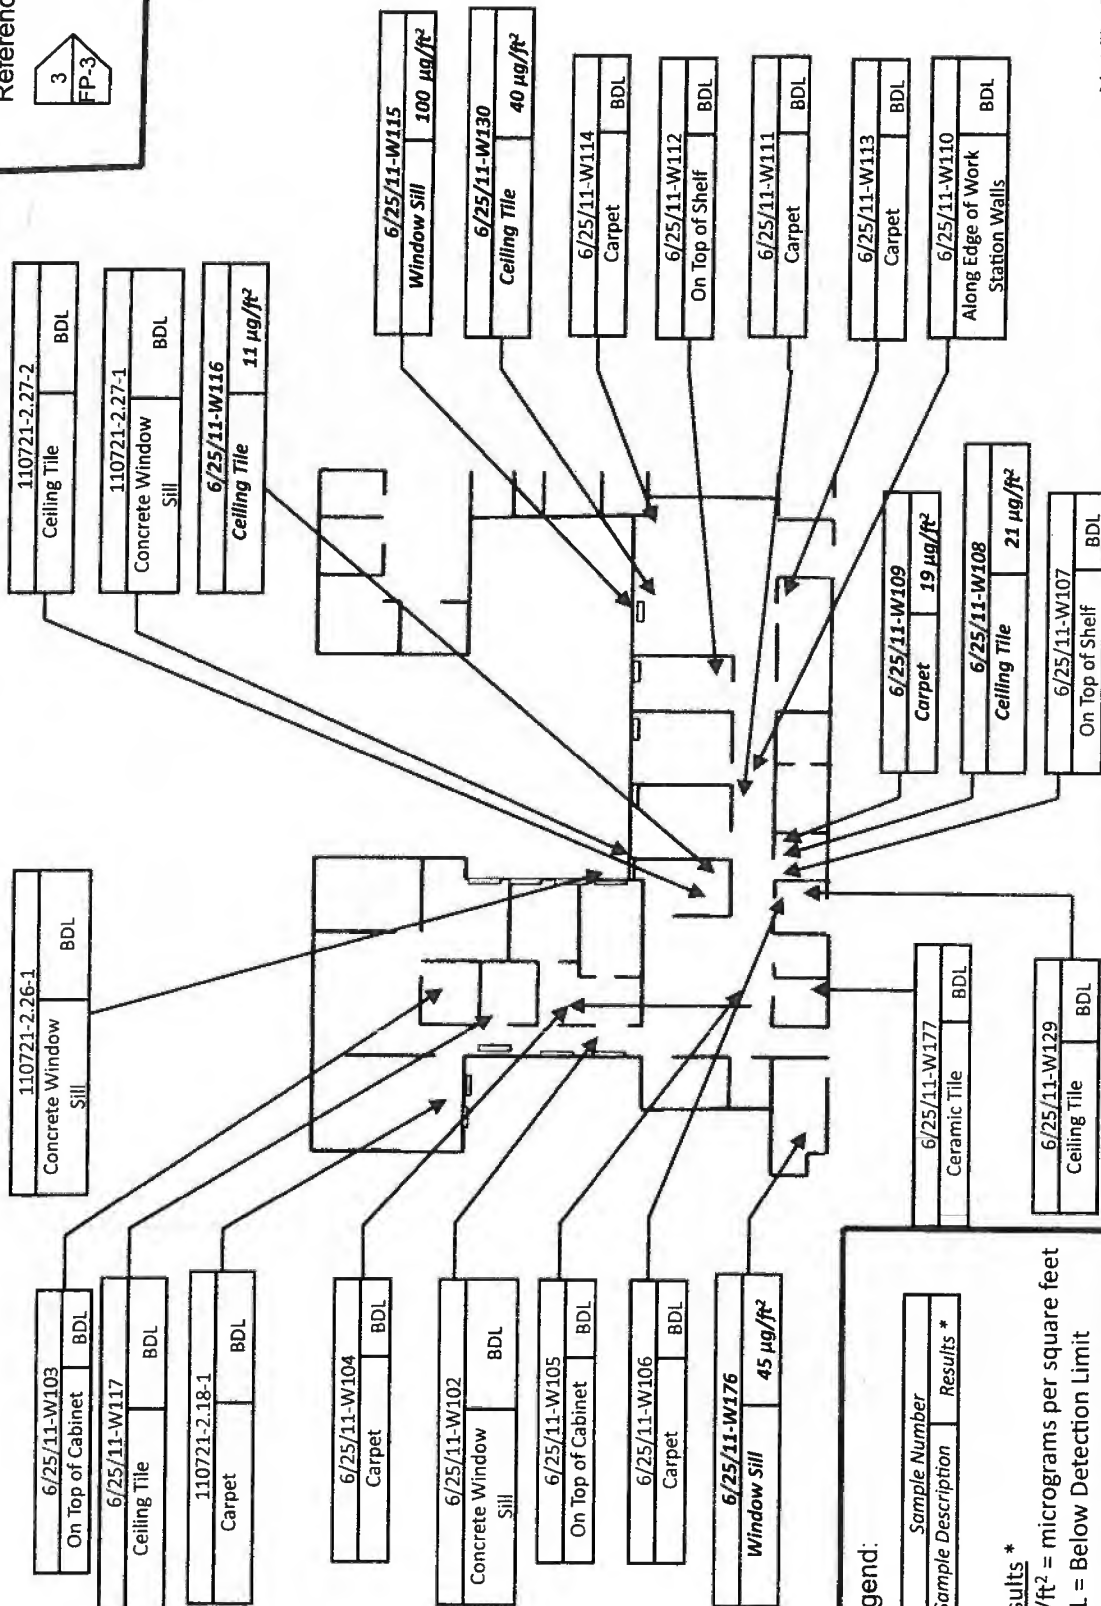 Referenc
3
FP-3
110721-2.27-2
Ceiling Tile
BDL
110721-2.27-1
Concrete Window
Sill
BDL
6/25/11-W116
Ceiling Tile
11 µg/ft²
6/25/11-W115
Window Sill
100 µg/ft²
6/25/11-W130
Ceiling Tile
40 µg/ft²
6/25/11-W114
Carpet
BDL
6/25/11-W112
On Top of Shelf
BDL
6/25/11-W111
Carpet
BDL
6/25/11-W113
Carpet
BDL
6/25/11-W110
Along Edge of Work
Station Walls
BDL
6/25/11-W109
Carpet
19 µg/ft²
6/25/11-W108
Ceiling Tile
21 µg/ft²
6/25/11-W107
On Top of Shelf
BDL
110721-2.26-1
Concrete Window
Sill
BDL
6/25/11-W177
Ceramic Tile
BDL
6/25/11-W129
Ceiling Tile
BDL
6/25/11-W103
On Top of Cabinet
BDL
6/25/11-W117
Ceiling Tile
BDL
110721-2.18-1
Carpet
BDL
6/25/11-W104
Carpet
BDL
6/25/11-W102
Concrete Window
Sill
BDL
6/25/11-W105
On Top of Cabinet
BDL
6/25/11-W106
Carpet
BDL
6/25/11-W176
Window Sill
45 µg/ft²
gend:
Sample Number
Sample Description
Results *
sults *
/ft² = micrograms per square feet
L = Below Detection Limit